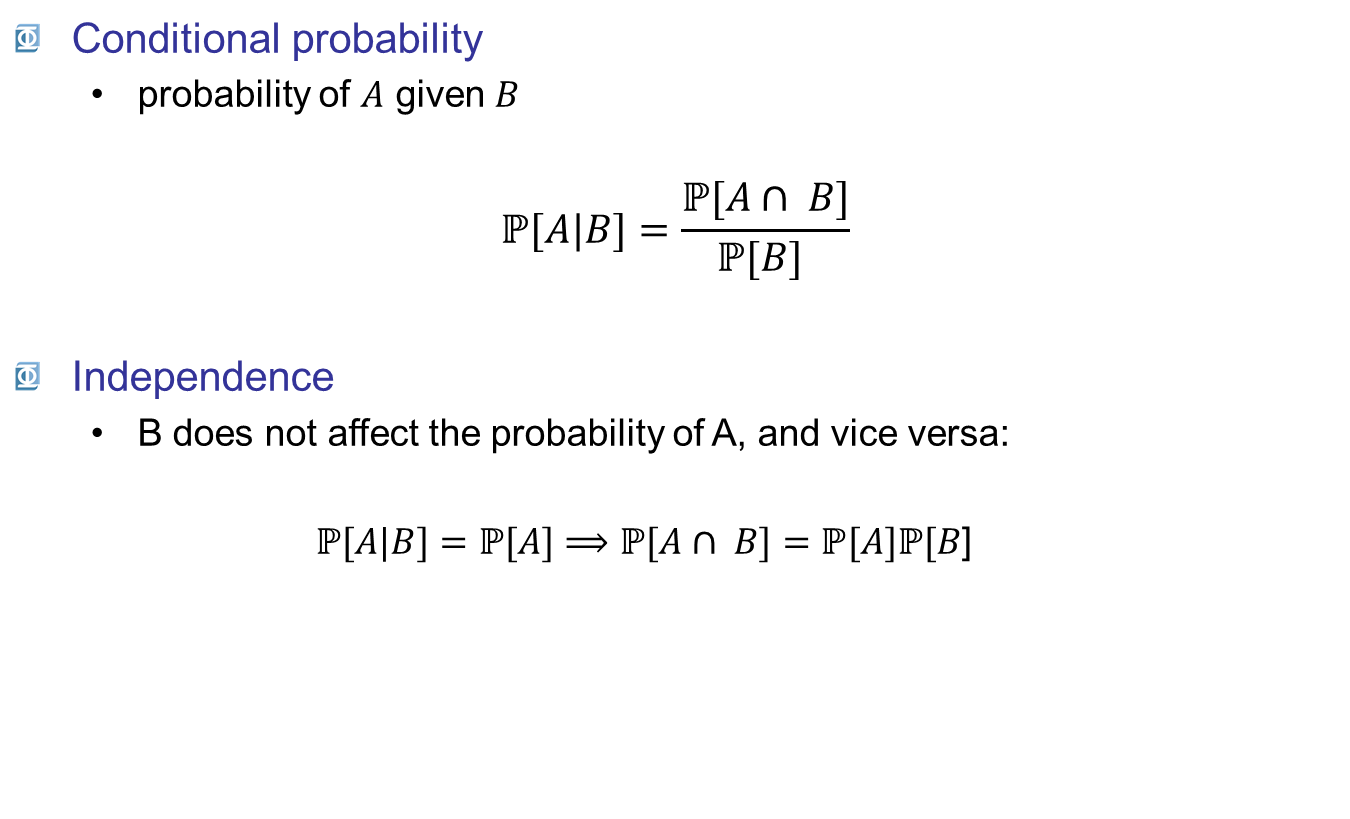 Conditional probability
• probability of A given B
ℙ[A|B] = ℙ[A ∩ B] / ℙ[B]
Independence
• B does not affect the probability of A, and vice versa:
ℙ[A|B] = ℙ[A] ⟹ ℙ[A ∩ B] = ℙ[A]ℙ[B]